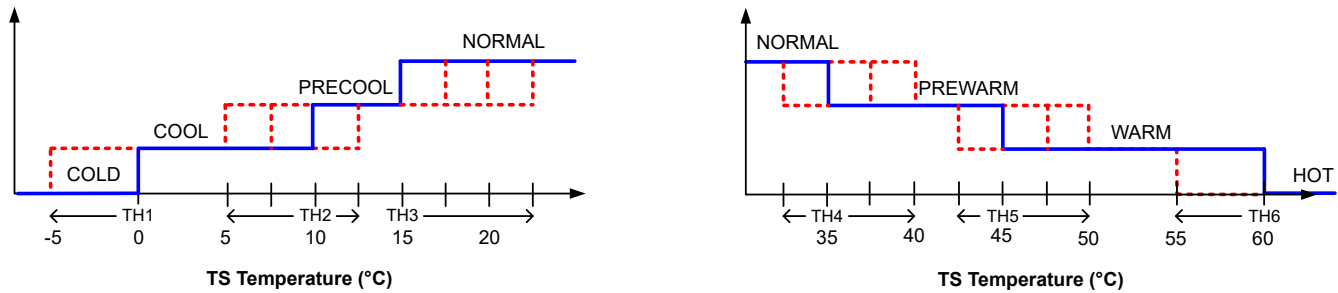 NORMAL
PRECOOL
COOL
COLD
TH1 TH2 TH3
-5 0 5 10 15 20
TS Temperature (°C)
NORMAL
PREWARM
WARM
HOT
TH4 TH5 TH6
35 40 45 50 55 60
TS Temperature (°C)